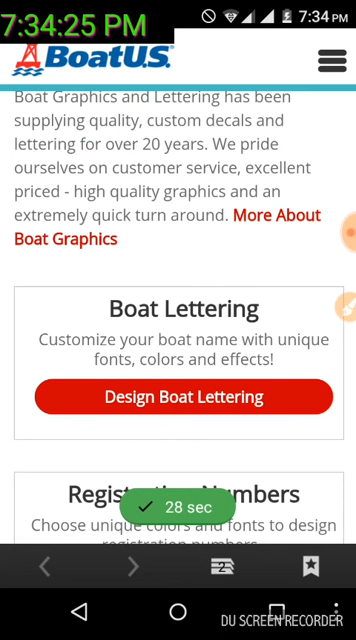 7:34:25 PM
7:34 PM
BoatU.S.
Boat Graphics and Lettering has been
supplying quality, custom decals and
lettering for over 20 years. We pride
ourselves on customer service, excellent
priced - high quality graphics and an
extremely quick turn around. More About
Boat Graphics
Boat Lettering
Customize your boat name with unique
fonts, colors and effects!
Design Boat Lettering
Numbers
Choose unique colors and fonts to design
registration numbers
28 sec
2
DU SCREEN RECORDER